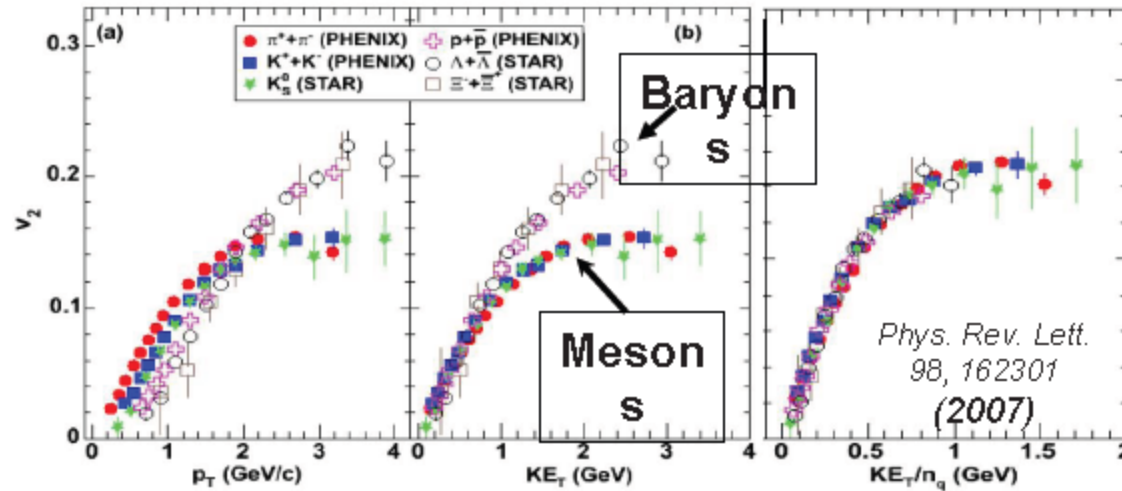 0.3
(a)
π⁺+π⁻ (PHENIX)
K⁺+K⁻ (PHENIX)
K⁰S (STAR)
p+p̅ (PHENIX)
Λ+Λ̅ (STAR)
Ξ⁻+Ξ̅⁺ (STAR)
(b)
Baryon
s
0.2
v₂
0.1
0
Meson
s
Phys. Rev. Lett.
98, 162301
(2007)
0 1 2 3 4
pT (GeV/c)
0 1 2 3 4
KET (GeV)
0 0.5 1 1.5 2
KET/nq (GeV)